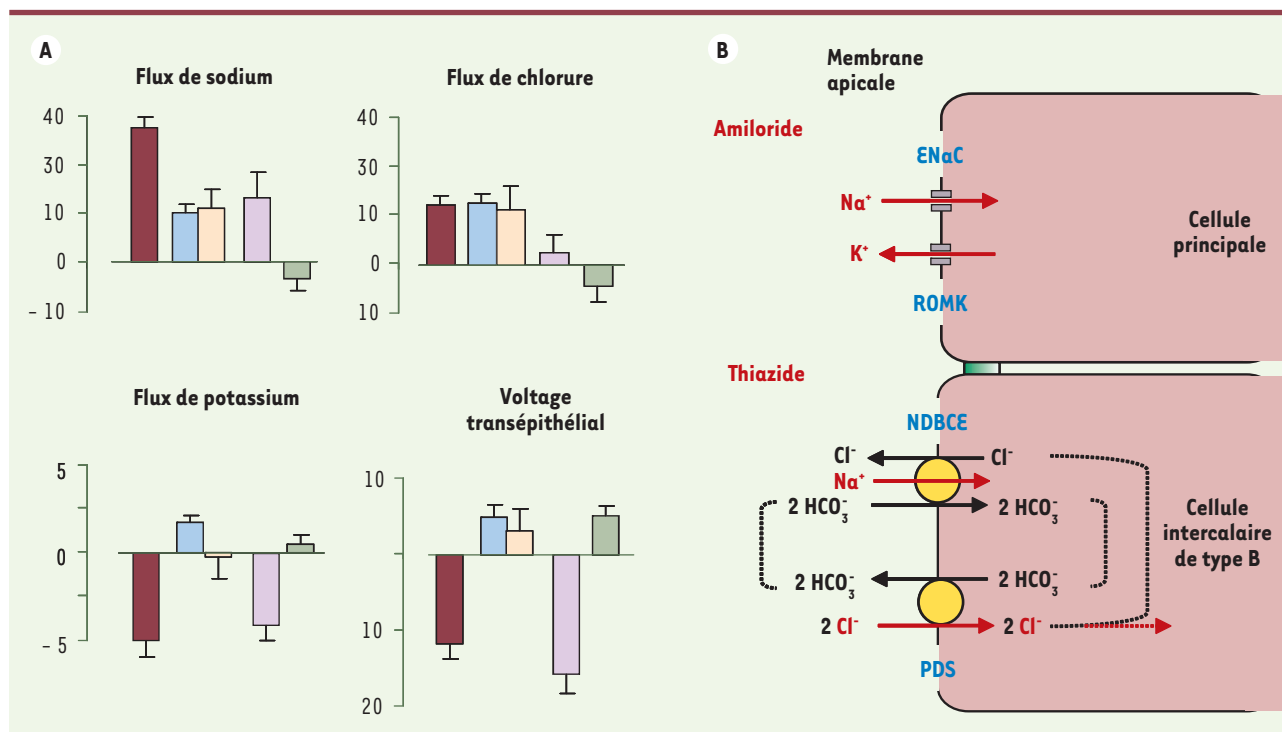 A
Flux de sodium
40
30
10
0
- 10
Flux de chlorure
40
30
10
0
10
Flux de potassium
5
0
- 5
Voltage
transépithélial
10
10
20
B
Membrane
apicale
Amiloride
ENaC
Na⁺
K⁺
ROMK
Cellule
principale
Thiazide
NDBCE
Cl⁻ Cl⁻
Na⁺
2 HCO₃⁻ 2 HCO₃⁻
2 HCO₃⁻ 2 HCO₃⁻
2 Cl⁻ 2 Cl⁻
PDS
Cellule
intercalaire
de type B